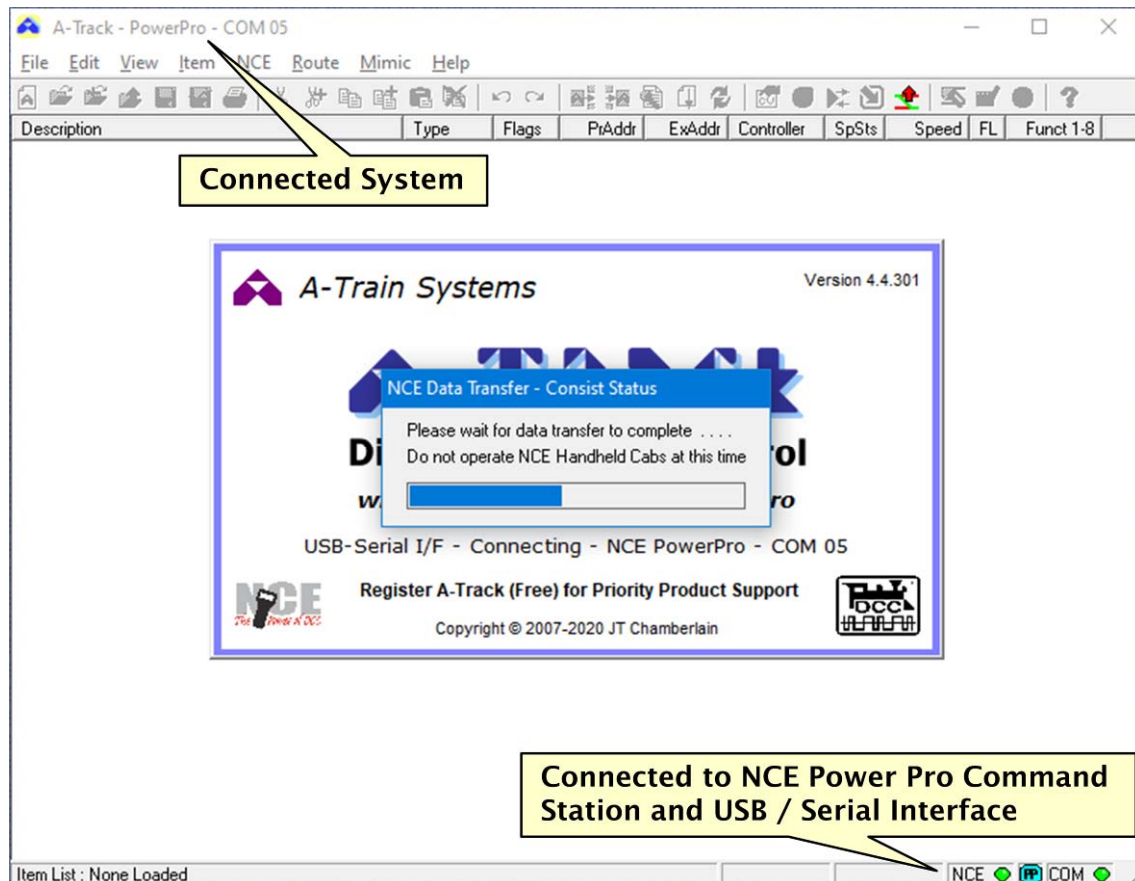 A-Track - PowerPro - COM 05
File Edit View Item NCE Route Mimic Help
Description Type Flags PrAddr ExAddr Controller SpSts Speed FL Funct 1-8
Connected System
A-Train Systems
Version 4.4.301
NCE Data Transfer - Consist Status
Please wait for data transfer to complete . . . .
Do not operate NCE Handheld Cabs at this time
USB-Serial I/F - Connecting - NCE PowerPro - COM 05
NCE
The Power of DCC
Register A-Track (Free) for Priority Product Support
DCC
Copyright © 2007-2020 JT Chamberlain
Connected to NCE Power Pro Command
Station and USB / Serial Interface
Item List : None Loaded
NCE PP COM